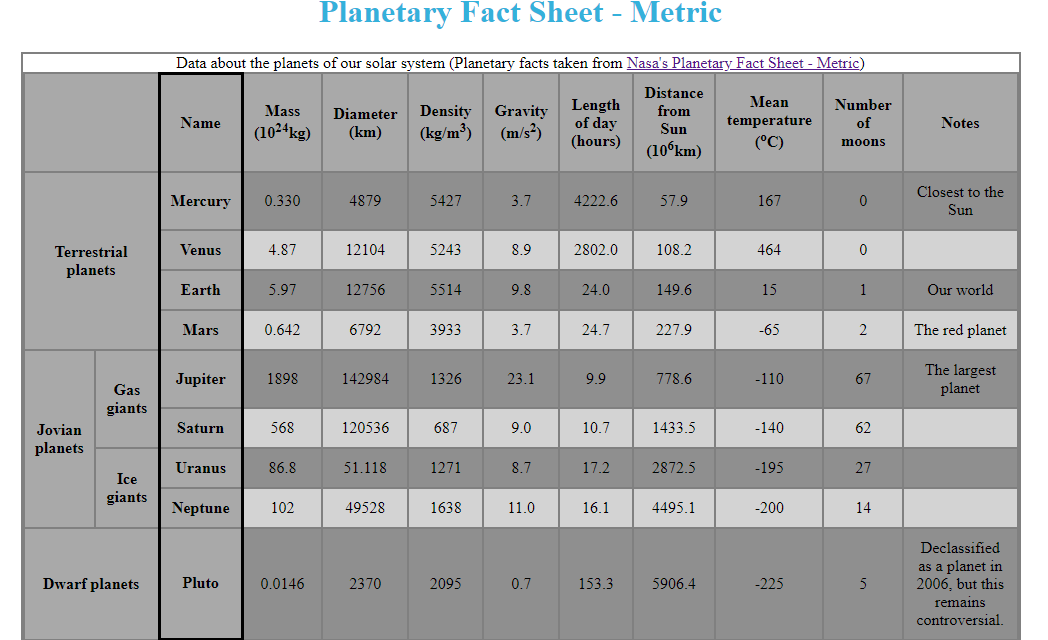 Planetary Fact Sheet - Metric
Data about the planets of our solar system (Planetary facts taken from Nasa's Planetary Fact Sheet - Metric)
Name Mass (10²⁴kg) Diameter (km) Density (kg/m³) Gravity (m/s²) Length of day (hours) Distance from Sun (10⁶km) Mean temperature (ºC) Number of moons Notes
Terrestrial planets Mercury 0.330 4879 5427 3.7 4222.6 57.9 167 0 Closest to the Sun
Venus 4.87 12104 5243 8.9 2802.0 108.2 464 0
Earth 5.97 12756 5514 9.8 24.0 149.6 15 1 Our world
Mars 0.642 6792 3933 3.7 24.7 227.9 -65 2 The red planet
Jovian planets Gas giants Jupiter 1898 142984 1326 23.1 9.9 778.6 -110 67 The largest planet
Saturn 568 120536 687 9.0 10.7 1433.5 -140 62
Ice giants Uranus 86.8 51.118 1271 8.7 17.2 2872.5 -195 27
Neptune 102 49528 1638 11.0 16.1 4495.1 -200 14
Dwarf planets Pluto 0.0146 2370 2095 0.7 153.3 5906.4 -225 5 Declassified as a planet in 2006, but this remains controversial.